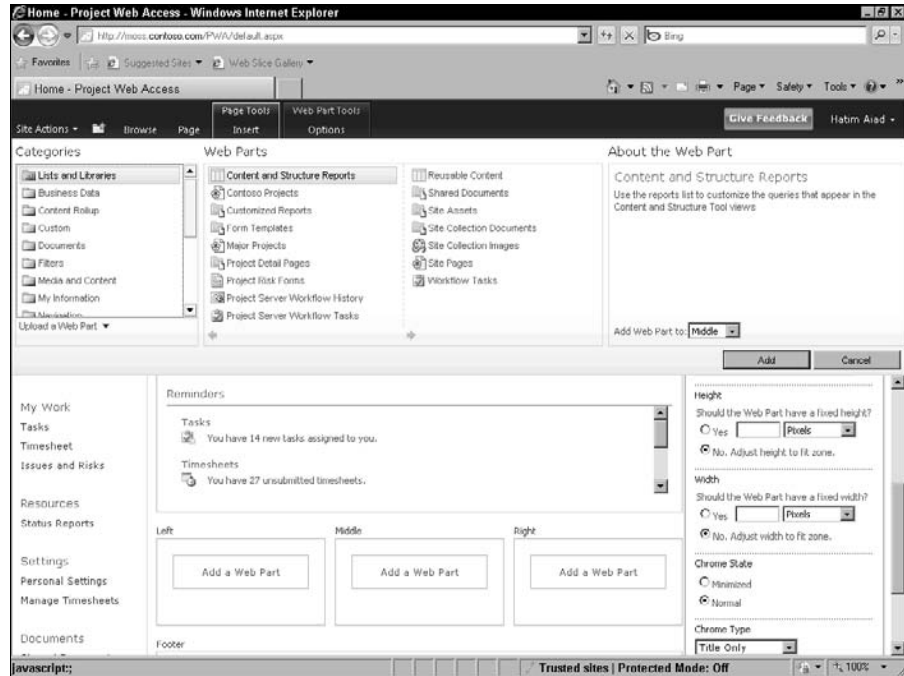 Home - Project Web Access - Windows Internet Explorer
http://moss.contoso.com/PWA/default.aspx
Bing
Favorites Suggested Sites Web Slice Gallery
Home - Project Web Access
Page Safety Tools
Page Tools Web Part Tools
Site Actions Browse Page Insert Options
Give Feedback Hatim Aiad
Categories
Lists and Libraries
Business Data
Content Rollup
Custom
Documents
Filters
Media and Content
My Information
Navigation
Upload a Web Part
Web Parts
Content and Structure Reports
Contoso Projects
Customized Reports
Form Templates
Major Projects
Project Detail Pages
Project Risk Forms
Project Server Workflow History
Project Server Workflow Tasks
Reusable Content
Shared Documents
Site Assets
Site Collection Documents
Site Collection Images
Site Pages
Workflow Tasks
About the Web Part
Content and Structure Reports
Use the reports list to customize the queries that appear in the
Content and Structure Tool views
Add Web Part to: Middle
Add Cancel
My Work
Tasks
Timesheet
Issues and Risks
Resources
Status Reports
Settings
Personal Settings
Manage Timesheets
Documents
Reminders
Tasks
You have 14 new tasks assigned to you.
Timesheets
You have 27 unsubmitted timesheets.
Left Middle Right
Add a Web Part Add a Web Part Add a Web Part
Footer
Height
Should the Web Part have a fixed height?
Yes Pixels
No. Adjust height to fit zone.
Width
Should the Web Part have a fixed width?
Yes Pixels
No. Adjust width to fit zone.
Chrome State
Minimized
Normal
Chrome Type
Title Only
javascript:;
Trusted sites | Protected Mode: Off
100%